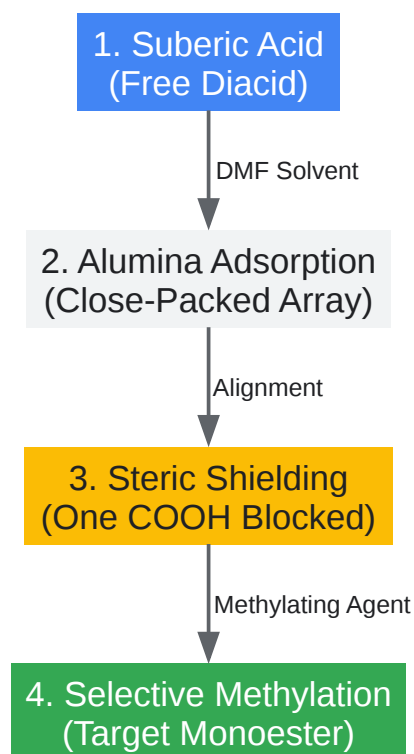 1. Suberic Acid
(Free Diacid)
DMF Solvent
2. Alumina Adsorption
(Close-Packed Array)
Alignment
3. Steric Shielding
(One COOH Blocked)
Methylating Agent
4. Selective Methylation
(Target Monoester)